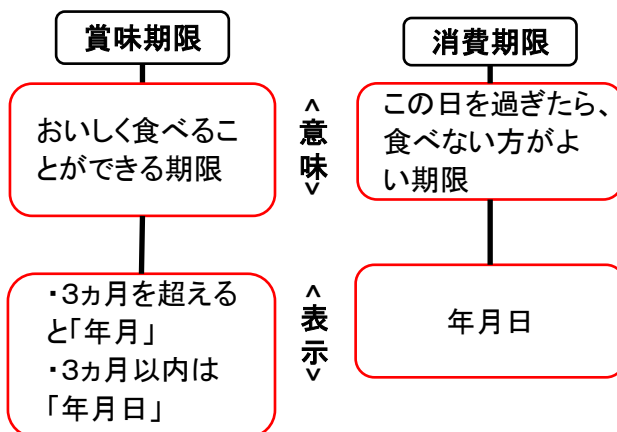 賞味期限
消費期限
おいしく食べるこ
とができる期限
<意味>
この日を過ぎたら、
食べない方がよ
い期限
・3ヵ月を超える
と「年月」
・3ヵ月以内は
「年月日」
<表示>
年月日